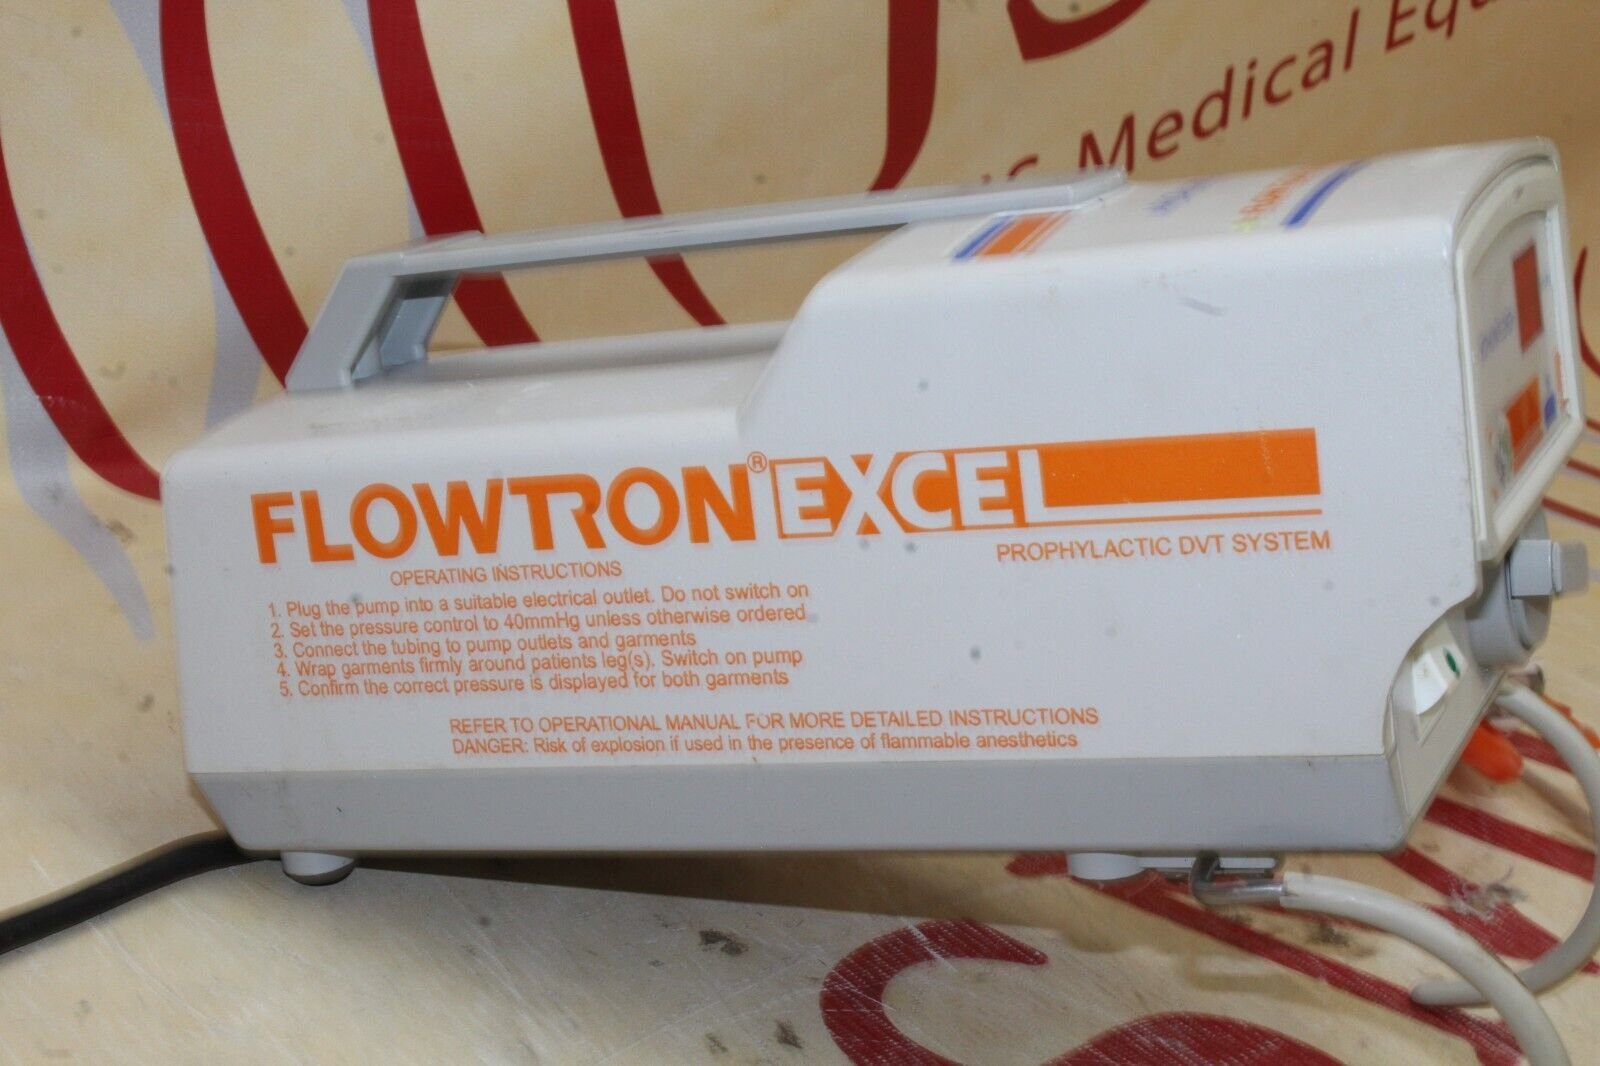 Medical
FLOWTRON® EXCEL
PROPHYLACTIC DVT SYSTEM
OPERATING INSTRUCTIONS
1. Plug the pump into a suitable electrical outlet. Do not switch on
2. Set the pressure control to 40mmHg unless otherwise ordered
3. Connect the tubing to pump outlets and garments
4. Wrap garments firmly around patients leg(s). Switch on pump
5. Confirm the correct pressure is displayed for both garments
REFER TO OPERATIONAL MANUAL FOR MORE DETAILED INSTRUCTIONS
DANGER: Risk of explosion if used in the presence of flammable anesthetics